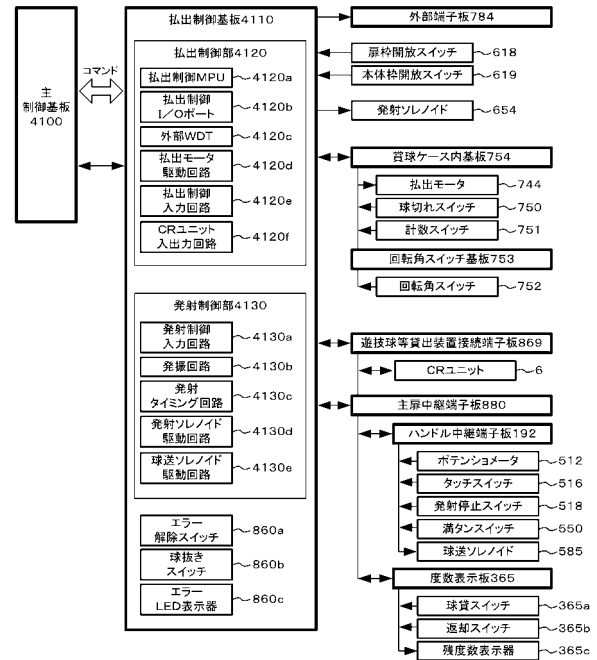 主
制御基板
4100
コマンド
払出制御基板4110
払出制御部4120
払出制御MPU
4120a
払出制御
I/Oポート
4120b
外部WDT
4120c
払出モータ
駆動回路
4120d
払出制御
入力回路
4120e
CRユニット
入出力回路
4120f
発射制御部4130
発射制御
入力回路
4130a
発振回路
4130b
発射
タイミング回路
4130c
発射ソレノイド
駆動回路
4130d
球送ソレノイド
駆動回路
4130e
エラー
解除スイッチ
860a
球抜き
スイッチ
860b
エラー
LED表示器
860c
外部端子板784
扉枠開放スイッチ
618
本体枠開放スイッチ
619
発射ソレノイド
654
賞球ケース内基板754
払出モータ
744
球切れスイッチ
750
計数スイッチ
751
回転角スイッチ基板753
回転角スイッチ
752
遊技球等貸出装置接続端子板869
CRユニット
6
主扉中継端子板880
ハンドル中継端子板192
ポテンショメータ
512
タッチスイッチ
516
発射停止スイッチ
518
満タンスイッチ
550
球送ソレノイド
585
度数表示板365
球貸スイッチ
365a
返却スイッチ
365b
残度数表示器
365c